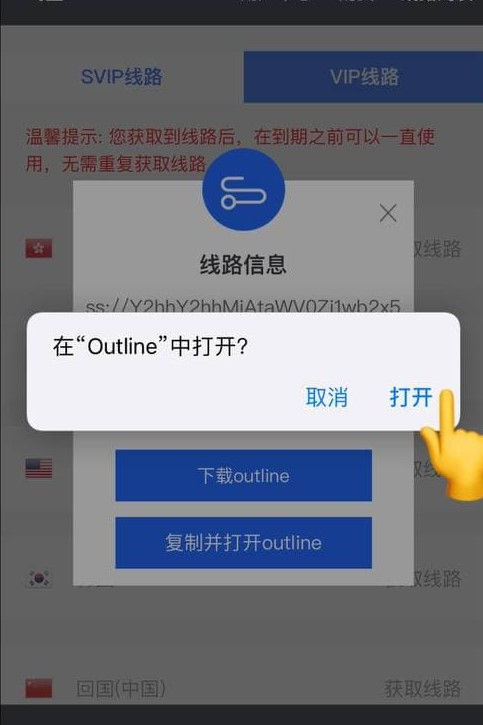 SVIP线路
VIP线路
温馨提示: 您获取到线路后，在到期之前可以一直使
用，无需重复获取线路
取线路
线路信息
ss://Y2hhY2hhMjAtaWV0Zi1wb2x5
在“Outline”中打开？
取消
打开
下载outline
复制并打开outline
取线路
回国(中国)
获取线路